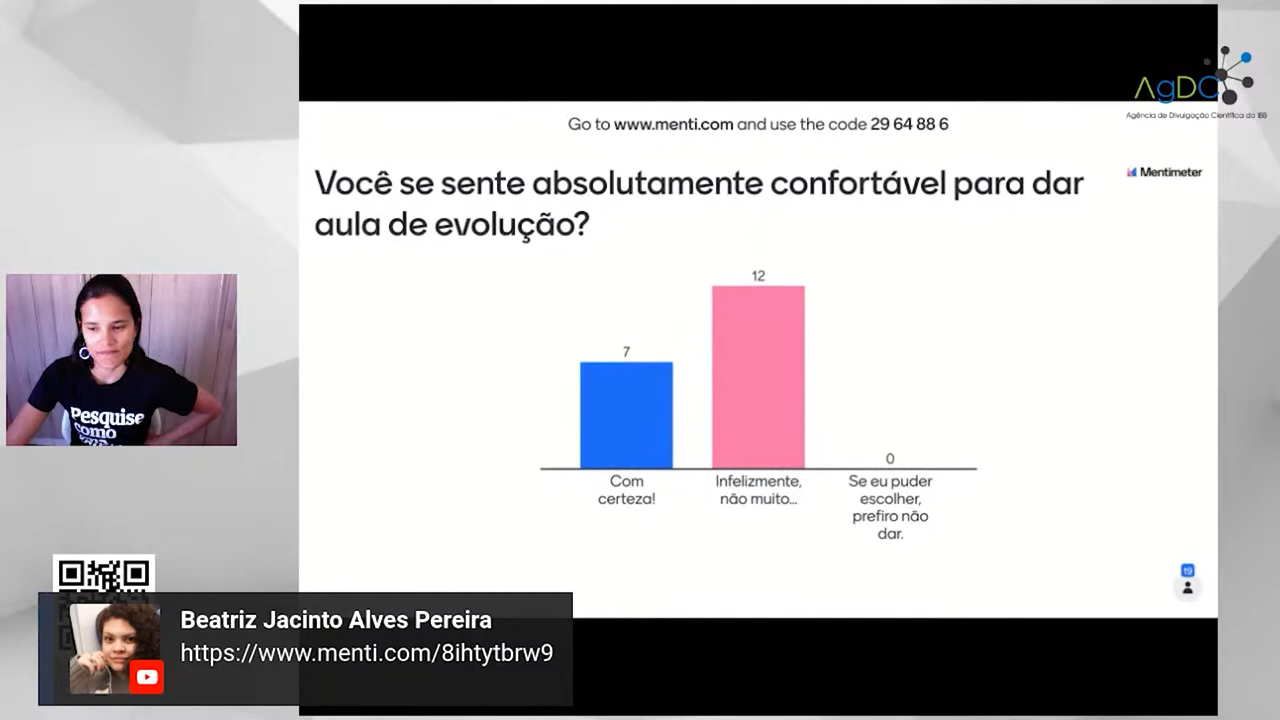 Go to www.menti.com and use the code 29 64 88 6
AgDC
Agência de Divulgação Científica do IBB
Mentimeter
Você se sente absolutamente confortável para dar
aula de evolução?
12
7
0
Com
certeza!
Infelizmente,
não muito...
Se eu puder
escolher,
prefiro não
dar.
19
Pesquise
como
Beatriz Jacinto Alves Pereira
https://www.menti.com/8ihtytbrw9